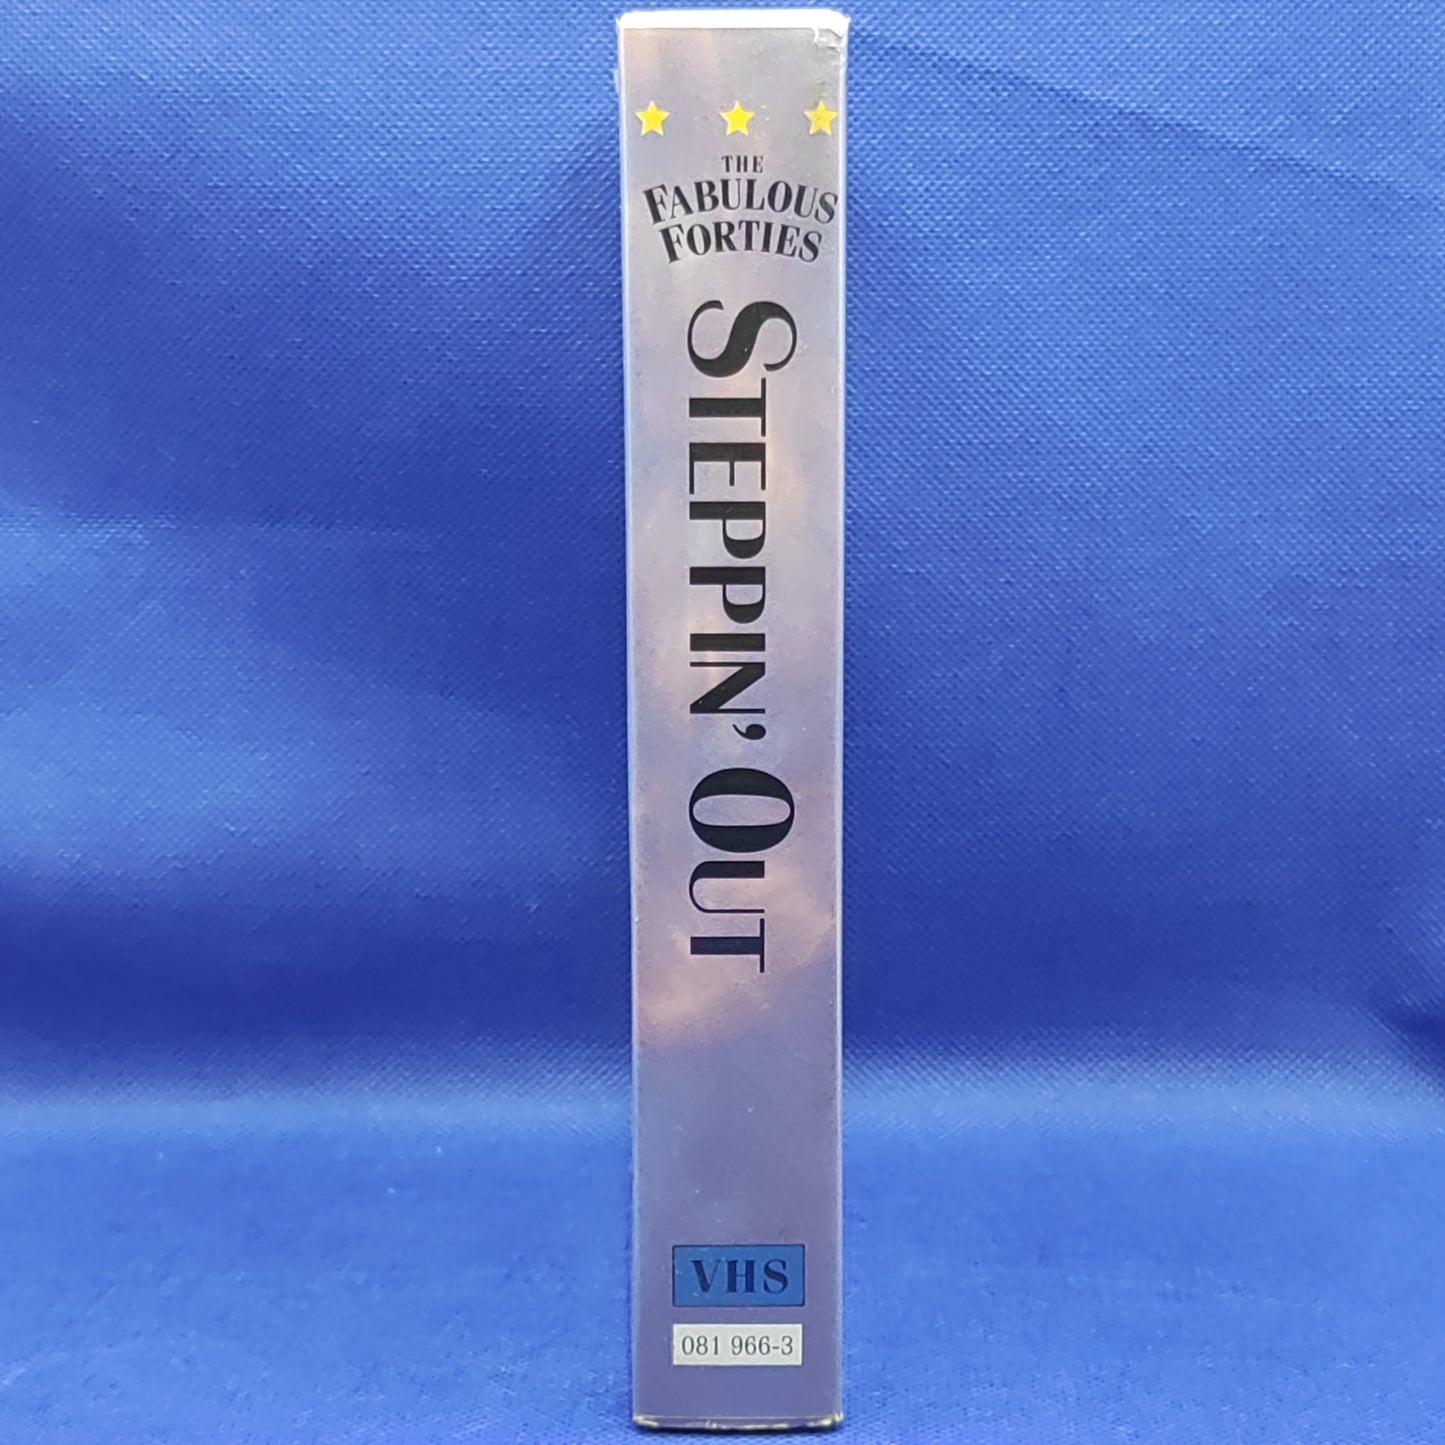 THE
FABULOUS
FORTIES
STEPPIN' OUT
VHS
081 966-3